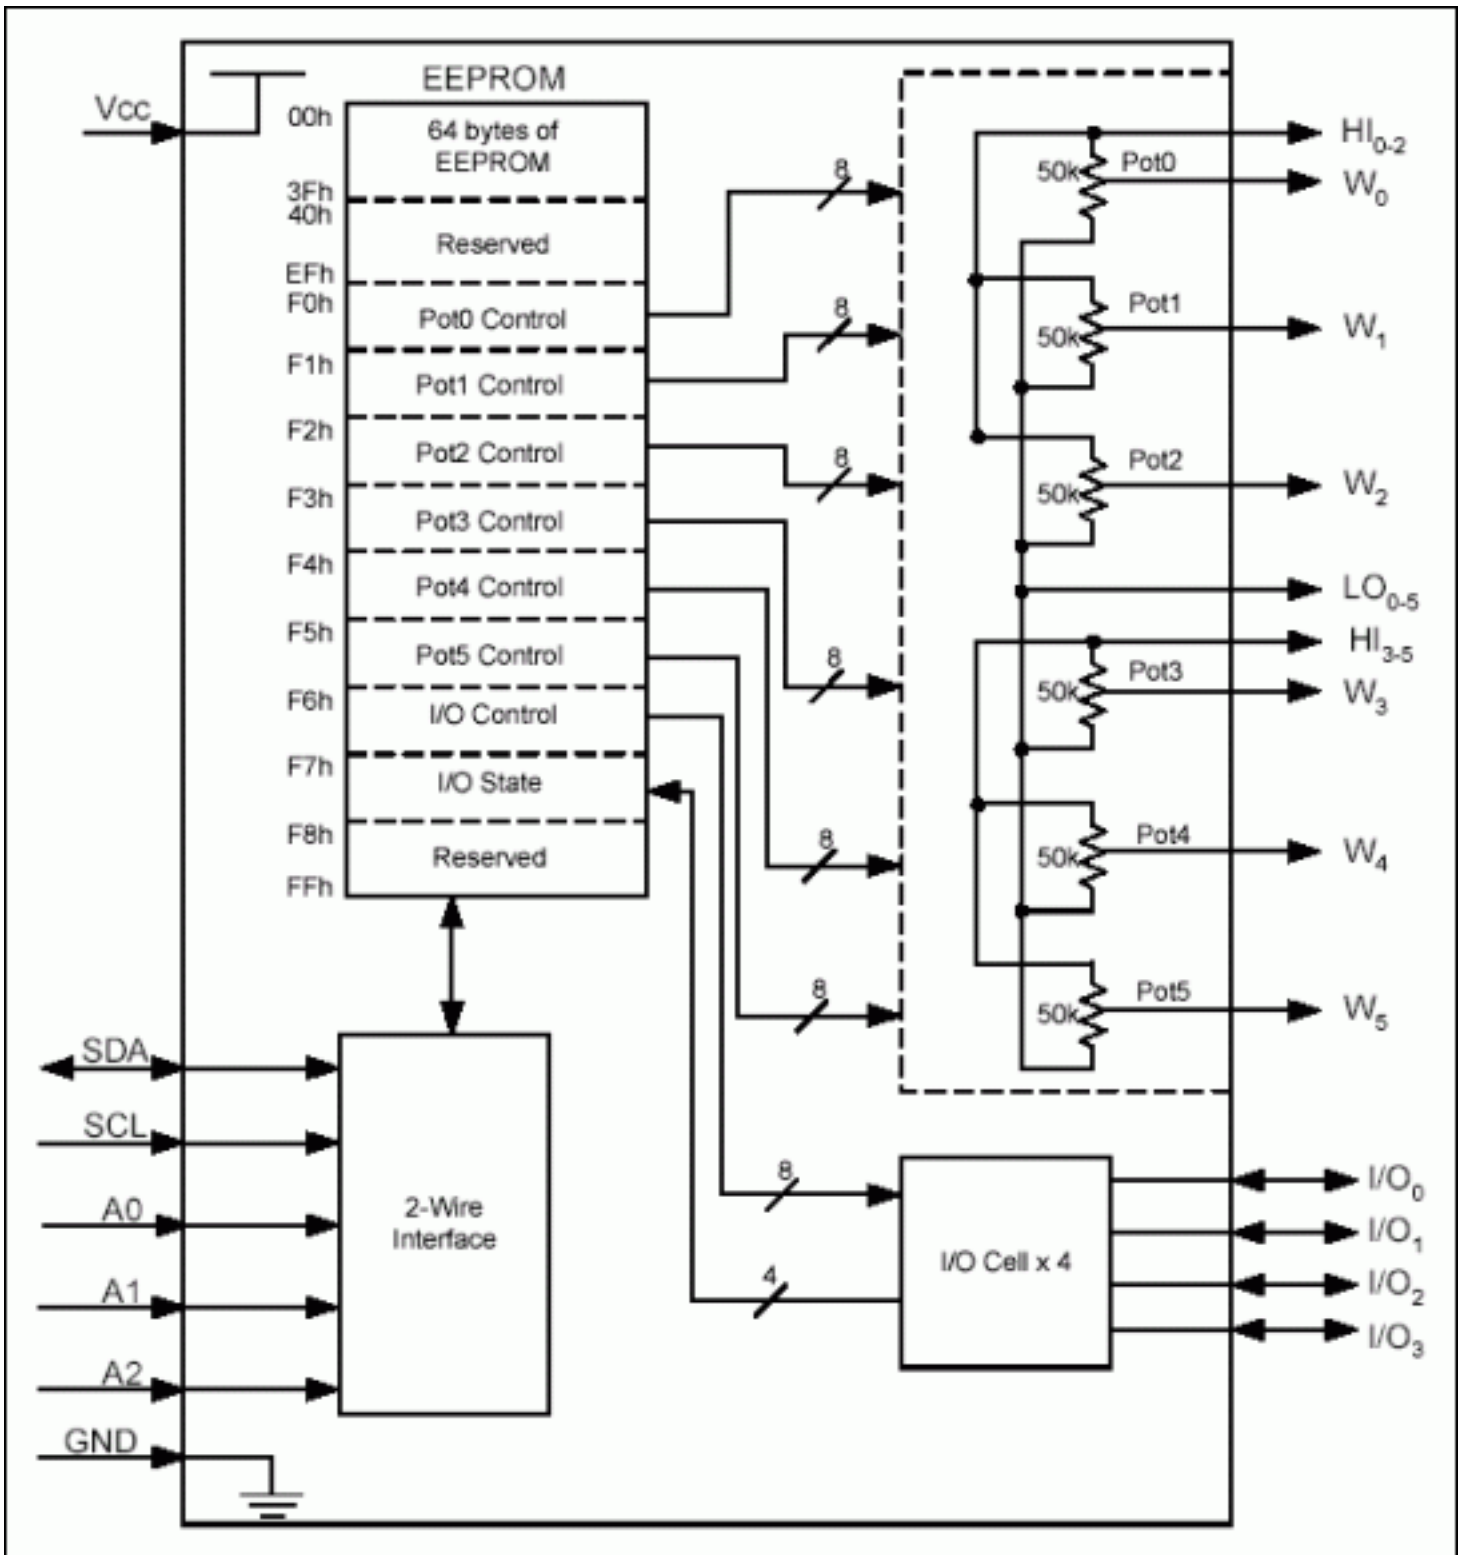 EEPROM
Vcc
00h
64 bytes of
EEPROM
3Fh
40h
Reserved
EFh
F0h
Pot0 Control
F1h
Pot1 Control
F2h
Pot2 Control
F3h
Pot3 Control
F4h
Pot4 Control
F5h
Pot5 Control
F6h
I/O Control
F7h
I/O State
F8h
Reserved
FFh
8
8
8
8
8
8
8
4
50k
Pot0
HI0-2
W0
50k
Pot1
W1
50k
Pot2
W2
LO0-5
HI3-5
50k
Pot3
W3
50k
Pot4
W4
50k
Pot5
W5
SDA
SCL
A0
A1
A2
GND
2-Wire
Interface
I/O Cell x 4
I/O0
I/O1
I/O2
I/O3